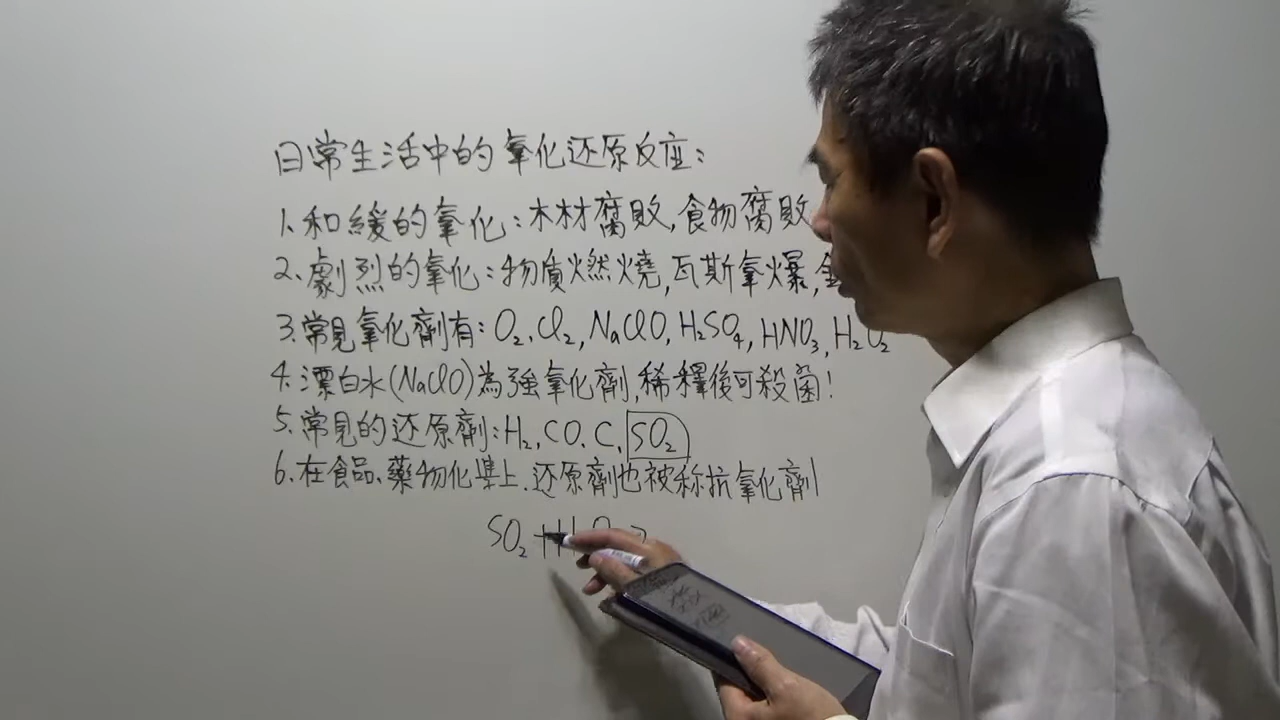 日常生活中的氧化还原反应:
1.和緩的氧化:木材腐敗,食物腐敗
2.劇烈的氧化:物質燃燒,瓦斯氣爆,
3.常見氧化劑有:O₂,Cl₂,NaClO,H₂SO₄,HNO₃,H₂O₂
4.漂白水(NaClO)為強氧化劑,稀釋後可殺菌!
5.常見的还原劑:H₂,CO.C,SO₂
6.在食品、藥物化學上.还原劑也被称抗氧化劑
SO₂+H